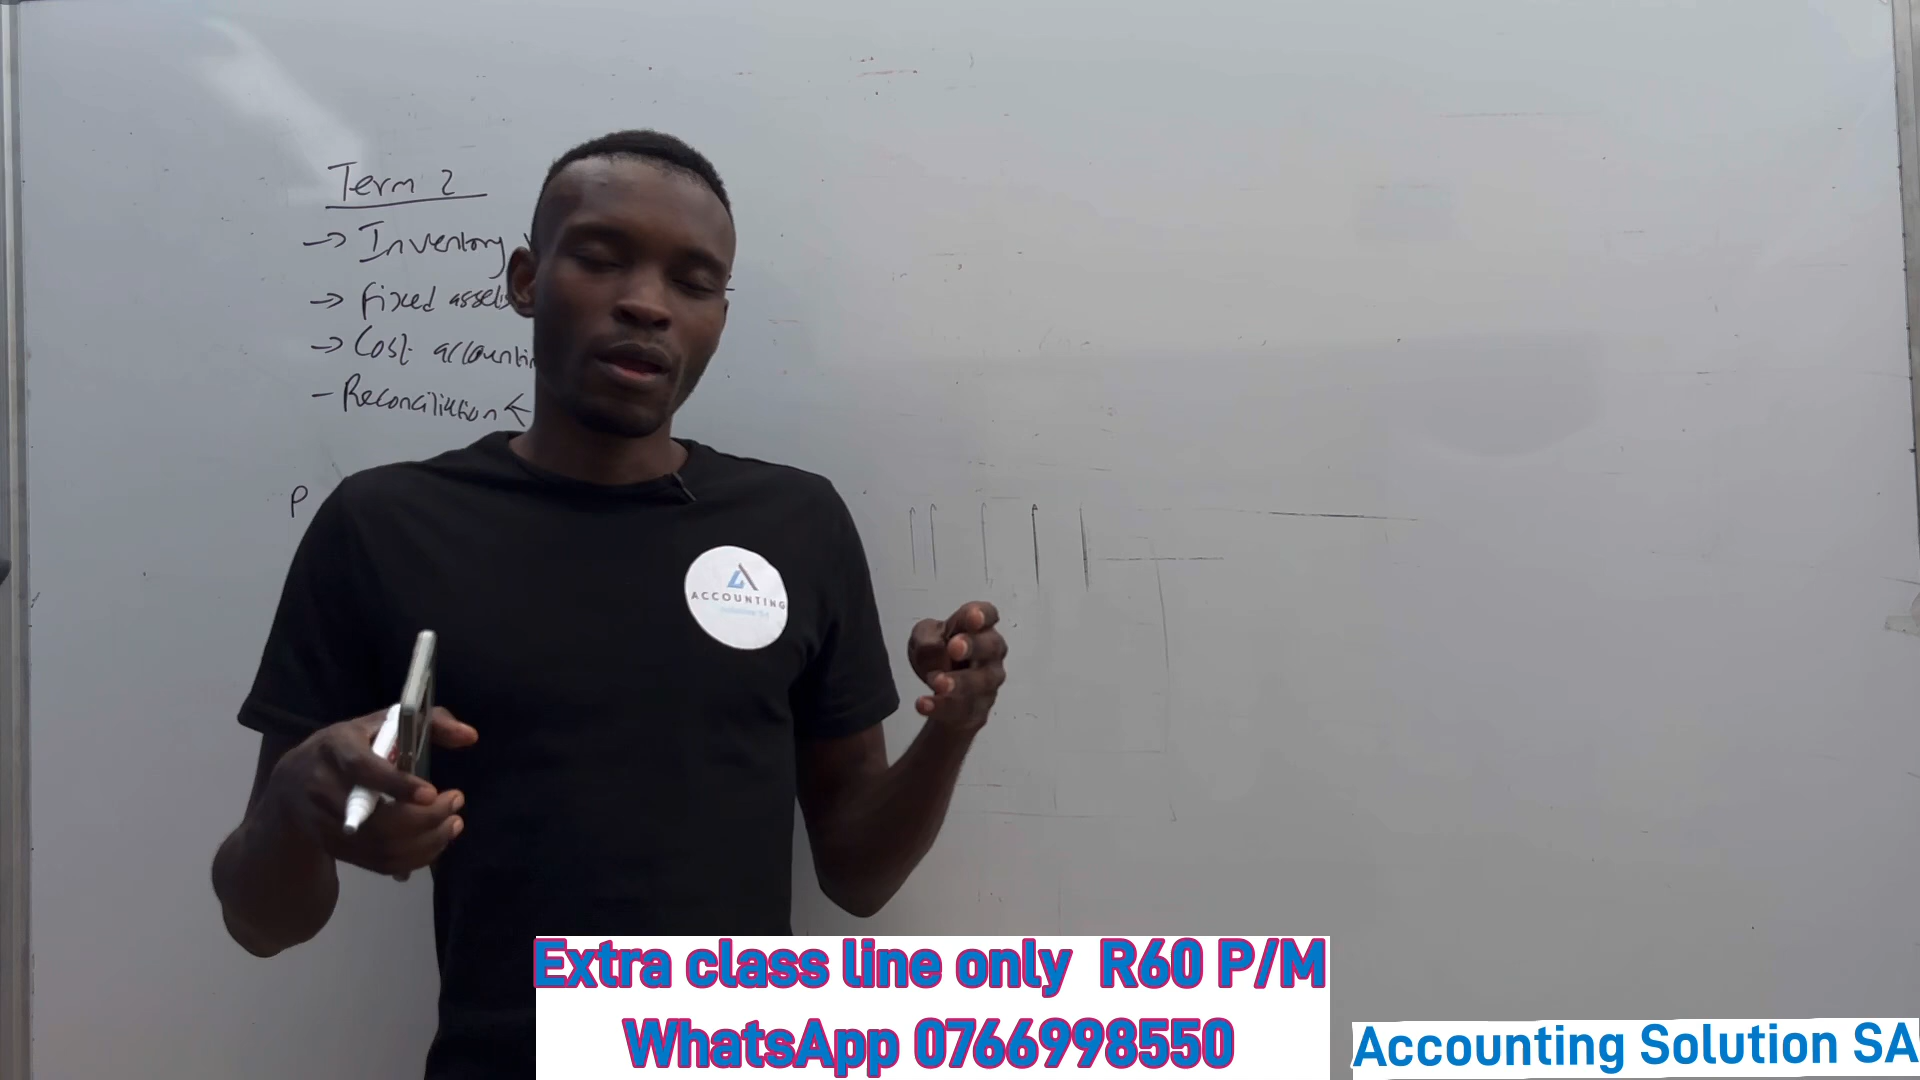 Term 2
→ Inventory
→ fixed assets
→ Cost accountin
- Reconciliation ←
P
ACCOUNTING
Extra class line only R60 P/M
WhatsApp 0766998550
Accounting Solution SA